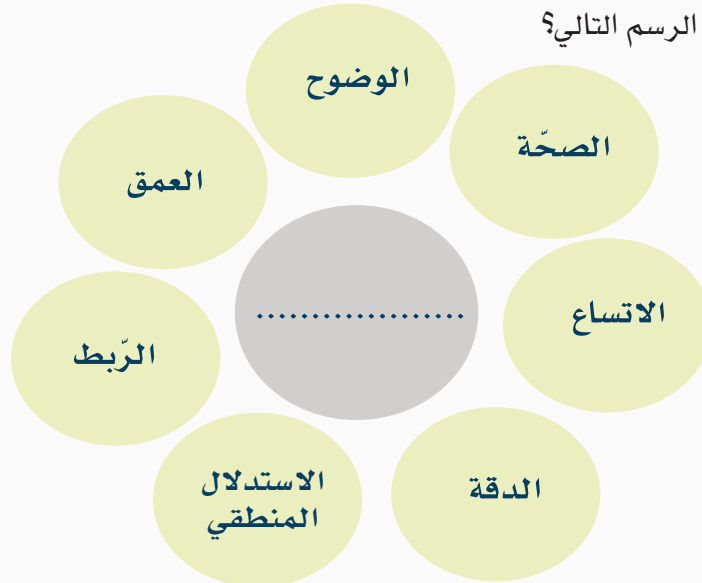 الرسم التالي؟
الوضوح
الصحّة
العمق
الاتساع
...................
الرّبط
الدقة
الاستدلال
المنطقي